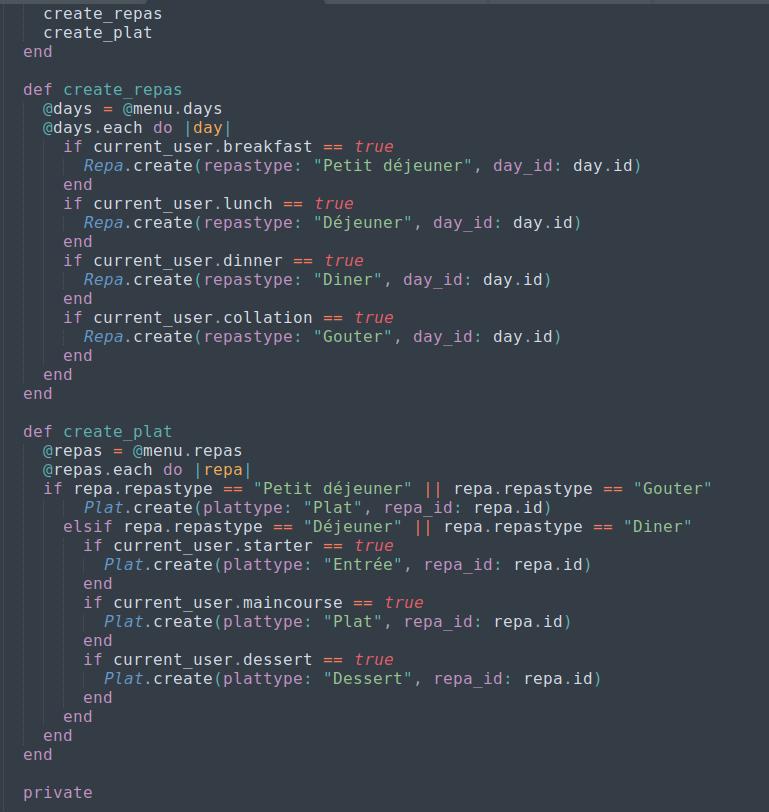 create_repas
create_plat
end
def create_repas
@days = @menu.days
@days.each do |day|
if current_user.breakfast == true
Repa.create(repastype: "Petit déjeuner", day_id: day.id)
end
if current_user.lunch == true
Repa.create(repastype: "Déjeuner", day_id: day.id)
end
if current_user.dinner == true
Repa.create(repastype: "Diner", day_id: day.id)
end
if current_user.collation == true
Repa.create(repastype: "Gouter", day_id: day.id)
end
end
end
def create_plat
@repas = @menu.repas
@repas.each do |repa|
if repa.repastype == "Petit déjeuner" || repa.repastype == "Gouter"
Plat.create(plattype: "Plat", repa_id: repa.id)
elsif repa.repastype == "Déjeuner" || repa.repastype == "Diner"
if current_user.starter == true
Plat.create(plattype: "Entrée", repa_id: repa.id)
end
if current_user.maincourse == true
Plat.create(plattype: "Plat", repa_id: repa.id)
end
if current_user.dessert == true
Plat.create(plattype: "Dessert", repa_id: repa.id)
end
end
end
end
private